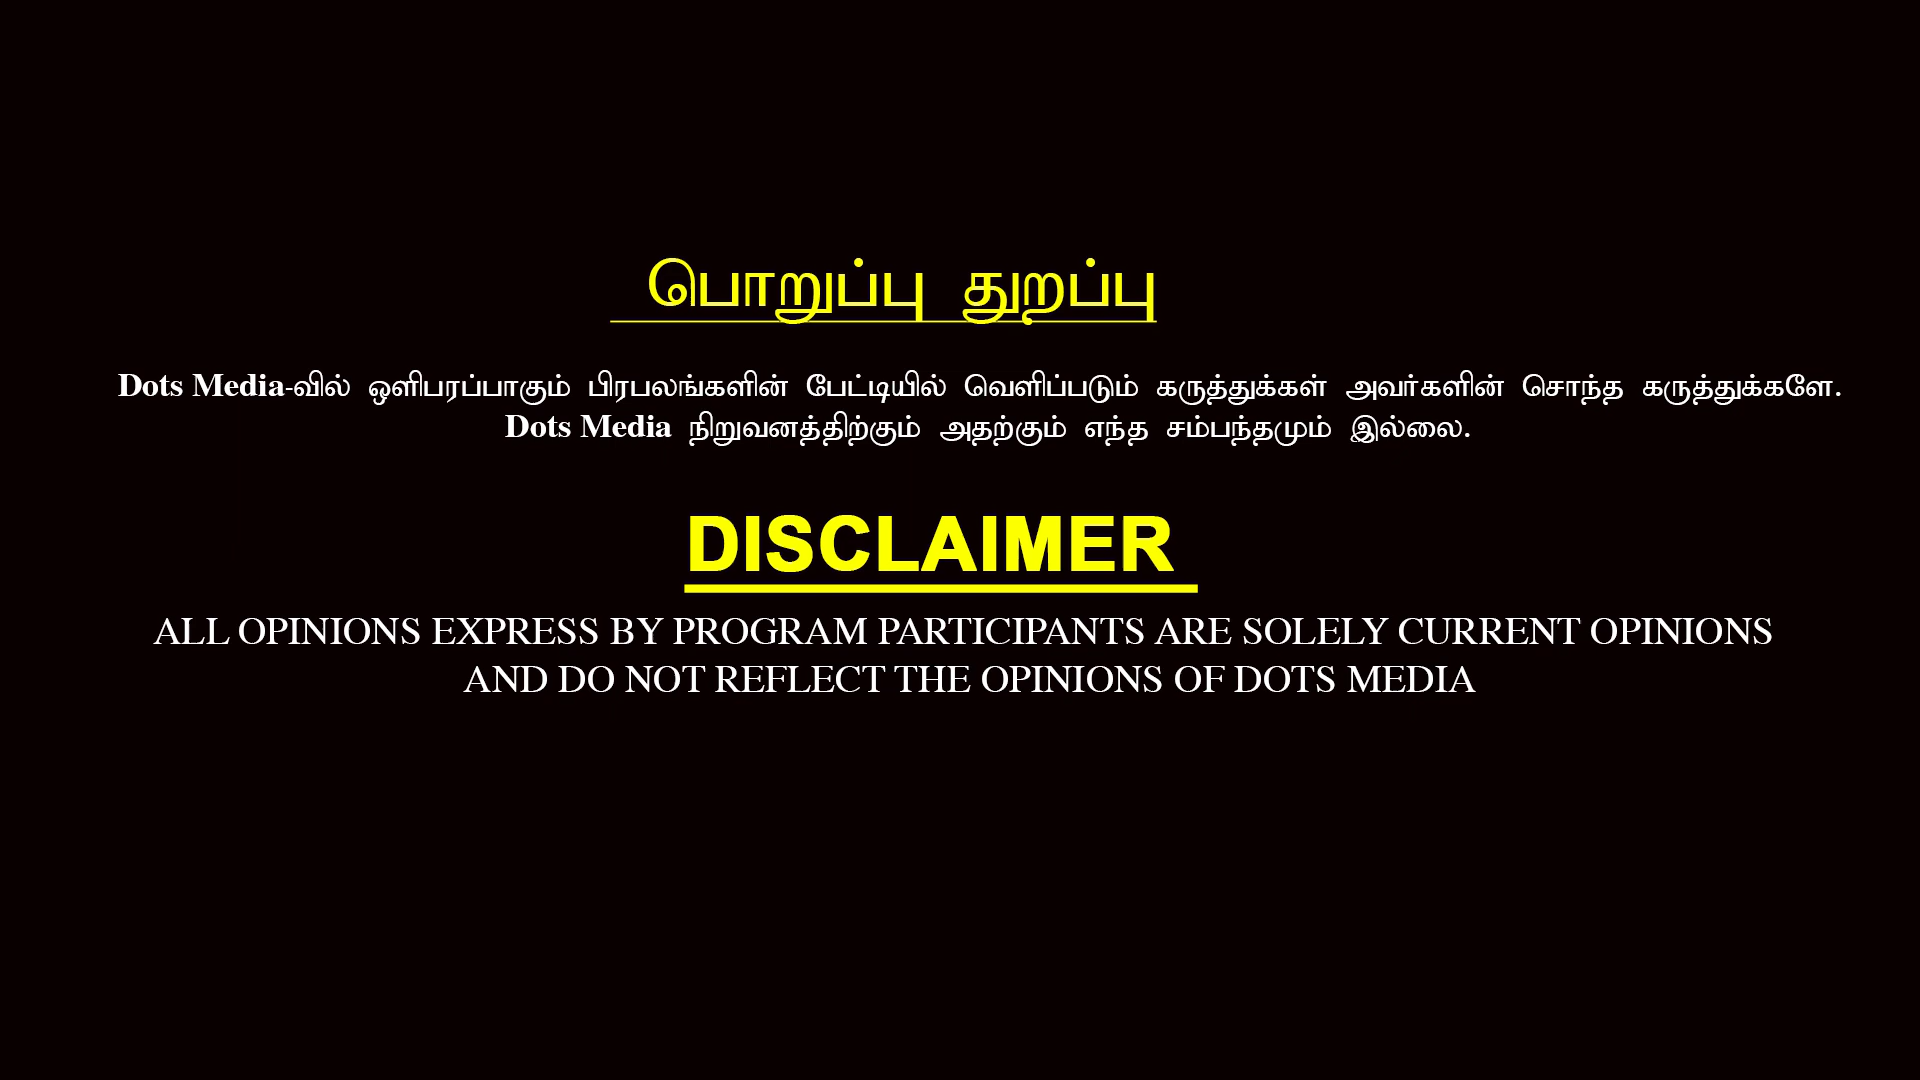 பொறுப்பு துறப்பு
Dots Media-வில் ஒளிபரப்பாகும் பிரபலங்களின் பேட்டியில் வெளிப்படும் கருத்துக்கள் அவர்களின் சொந்த கருத்துக்களே.
Dots Media நிறுவனத்திற்கும் அதற்கும் எந்த சம்பந்தமும் இல்லை.
DISCLAIMER
ALL OPINIONS EXPRESS BY PROGRAM PARTICIPANTS ARE SOLELY CURRENT OPINIONS
AND DO NOT REFLECT THE OPINIONS OF DOTS MEDIA